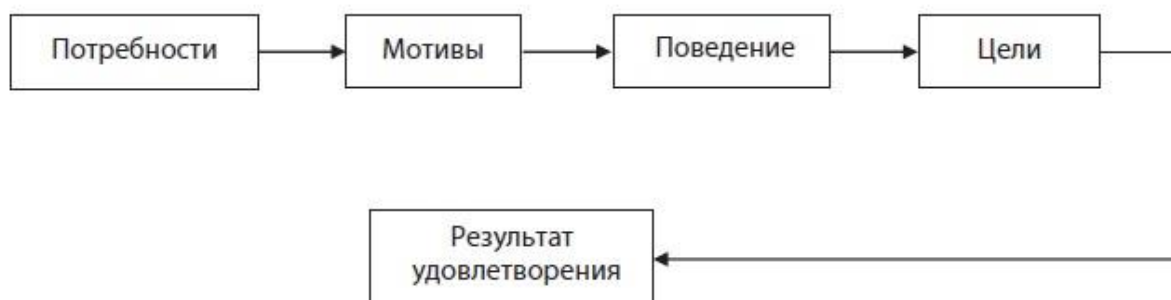 Потребности
Мотивы
Поведение
Цели
Результат
удовлетворения